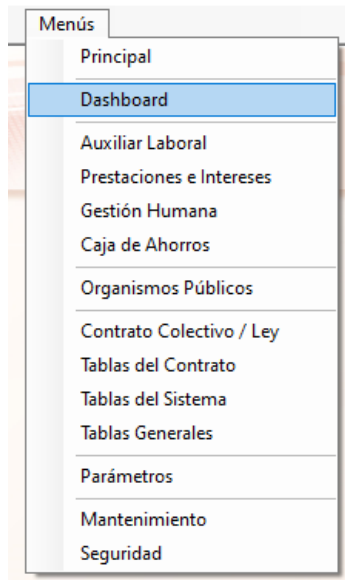 Menús
Principal
Dashboard
Auxiliar Laboral
Prestaciones e Intereses
Gestión Humana
Caja de Ahorros
Organismos Públicos
Contrato Colectivo / Ley
Tablas del Contrato
Tablas del Sistema
Tablas Generales
Parámetros
Mantenimiento
Seguridad